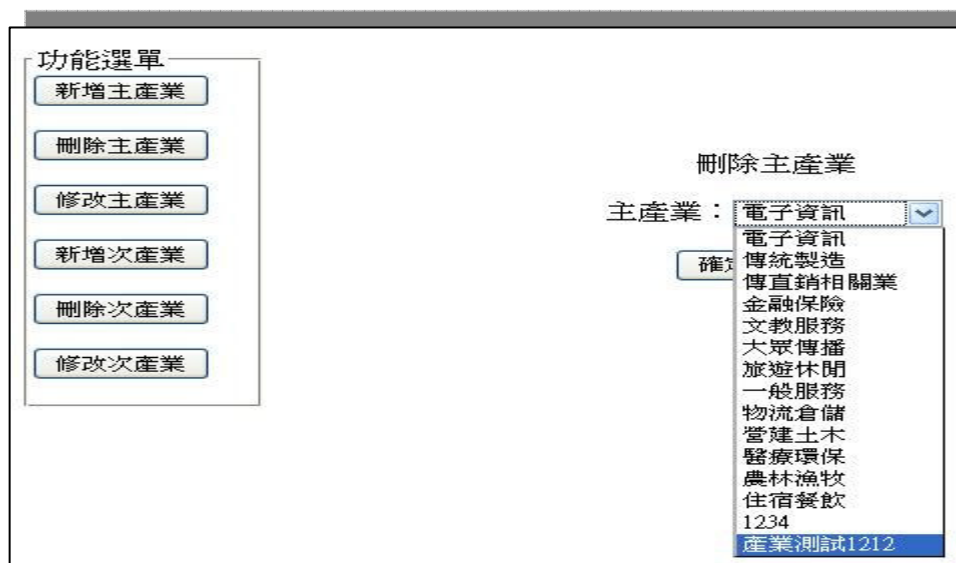 功能選單
新增主產業
刪除主產業
修改主產業
新增次產業
刪除次產業
修改次產業
刪除主產業
主產業：電子資訊
確定
電子資訊
傳統製造
傳直銷相關業
金融保險
文教服務
大眾傳播
旅遊休閒
一般服務
物流倉儲
營建土木
醫療環保
農林漁牧
住宿餐飲
1234
產業測試1212